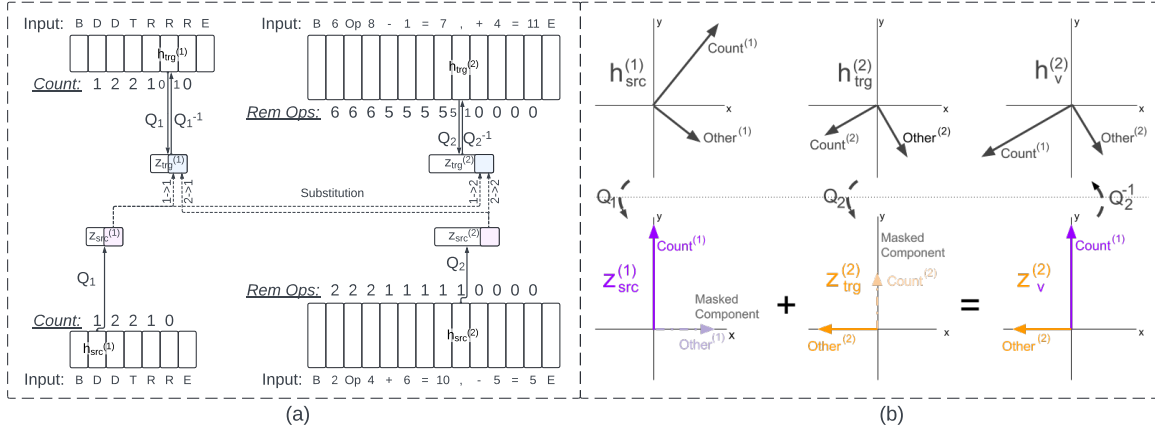 Input: B D D T R R R E
h_trg^(1)
Count: 1 2 2 1 0 1 0
Q_1 Q_1^-1
z_trg^(1)
1->1
2->1
Substitution
z_src^(1)
Q_1
Count: 1 2 2 1 0
h_src^(1)
Input: B D D T R R E
Input: B 6 Op 8 - 1 = 7 , + 4 = 11 E
h_trg^(2)
Rem Ops: 6 6 6 5 5 5 5 1 0 0 0 0
Q_2 Q_2^-1
z_trg^(2)
1->2
2->2
z_src^(2)
Q_2
Rem Ops: 2 2 2 1 1 1 1 1 0 0 0 0
h_src^(2)
Input: B 2 Op 4 + 6 = 10 , - 5 = 5 E
(a)
y
Count^(1)
h_src^(1)
x
Other^(1)
y
h_trg^(2)
x
Count^(2)
Other^(2)
y
h_v^(2)
x
Count^(1)
Other^(2)
Q_1
Q_2
Q_2^-1
y
Count^(1)
z_src^(1)
Masked
Component
x
Other^(1)
+
y
Masked
Component
z_trg^(2)
Count^(2)
x
Other^(2)
=
y
Count^(1)
z_v^(2)
x
Other^(2)
(b)